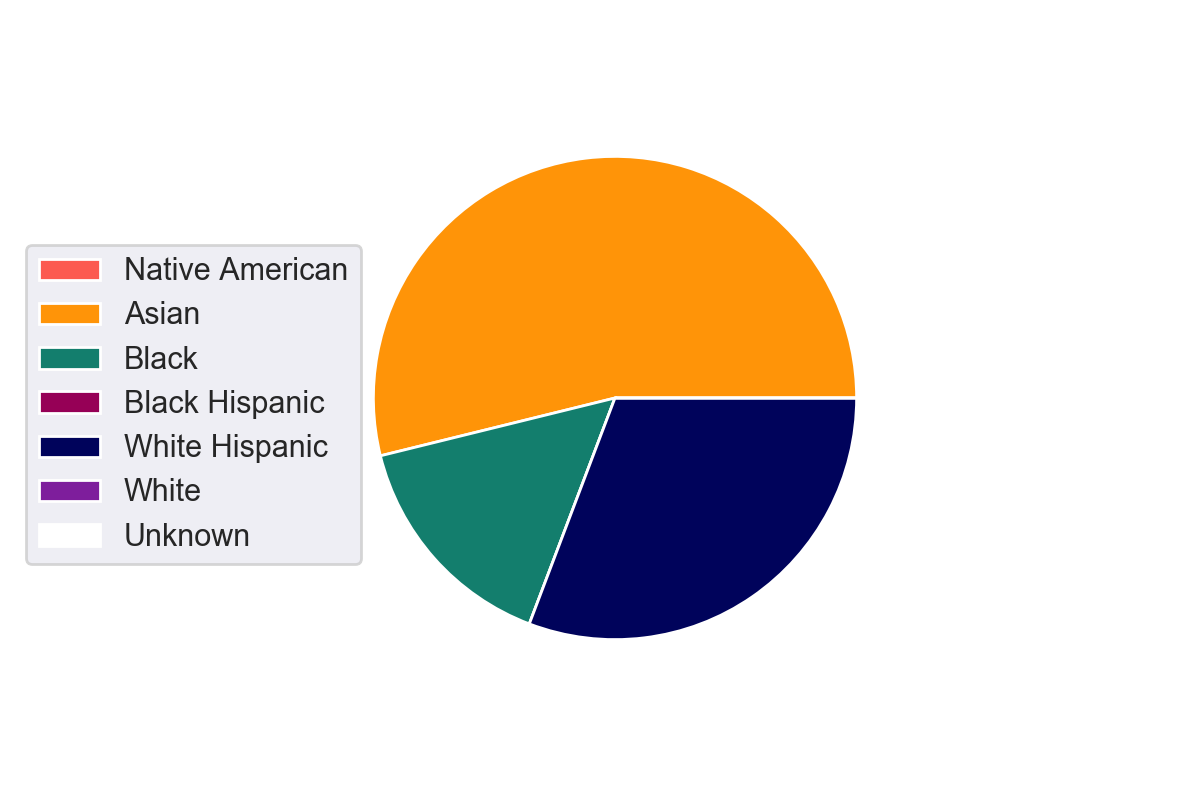 Native American
Asian
Black
Black Hispanic
White Hispanic
White
Unknown